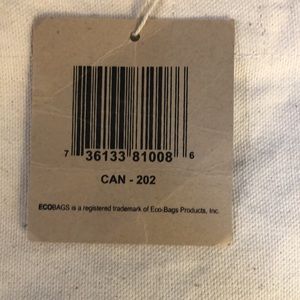 7 36133 81008 6
CAN - 202
ECOBAGS is a registered trademark of Eco-Bags Products, Inc.